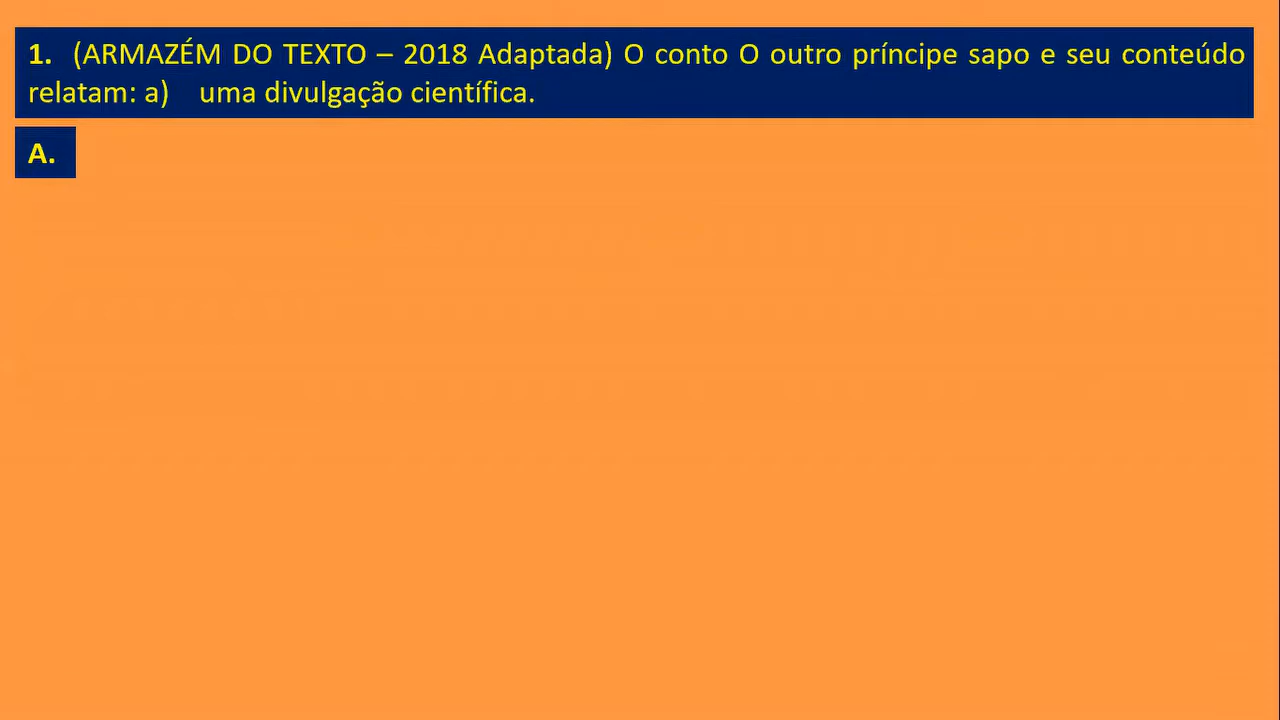 1. (ARMAZÉM DO TEXTO – 2018 Adaptada) O conto O outro príncipe sapo e seu conteúdo
relatam: a) uma divulgação científica.
A.